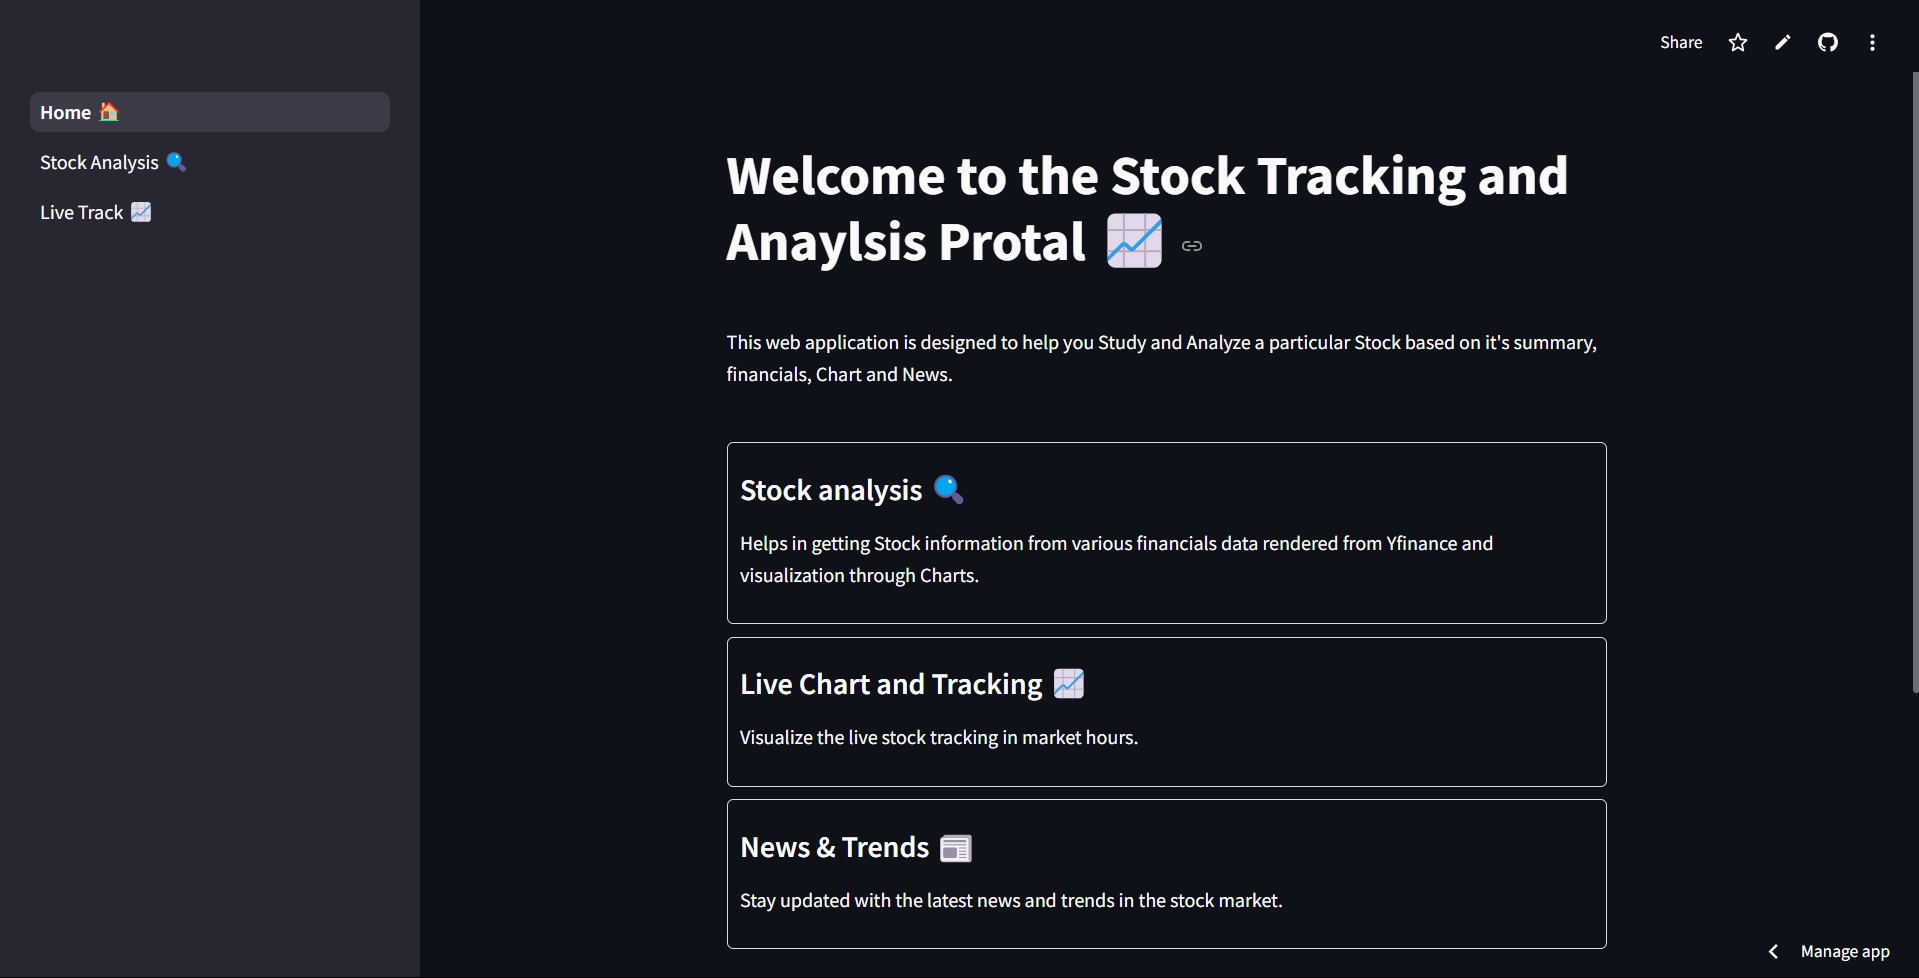 Share
Home
Stock Analysis
Live Track
Welcome to the Stock Tracking and
Anaylsis Protal
This web application is designed to help you Study and Analyze a particular Stock based on it's summary,
financials, Chart and News.
Stock analysis
Helps in getting Stock information from various financials data rendered from Yfinance and
visualization through Charts.
Live Chart and Tracking
Visualize the live stock tracking in market hours.
News & Trends
Stay updated with the latest news and trends in the stock market.
Manage app